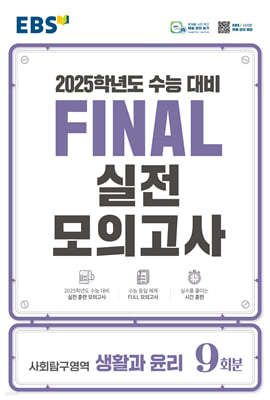 EBS
2025학년도 수능 대비
FINAL
실전
모의고사
2025학년도 수능 대비
실전 훈련 모의고사
수능 동일 체제
FULL 모의고사
실수를 줄이는
시간 훈련
사회탐구영역 생활과 윤리 9회분